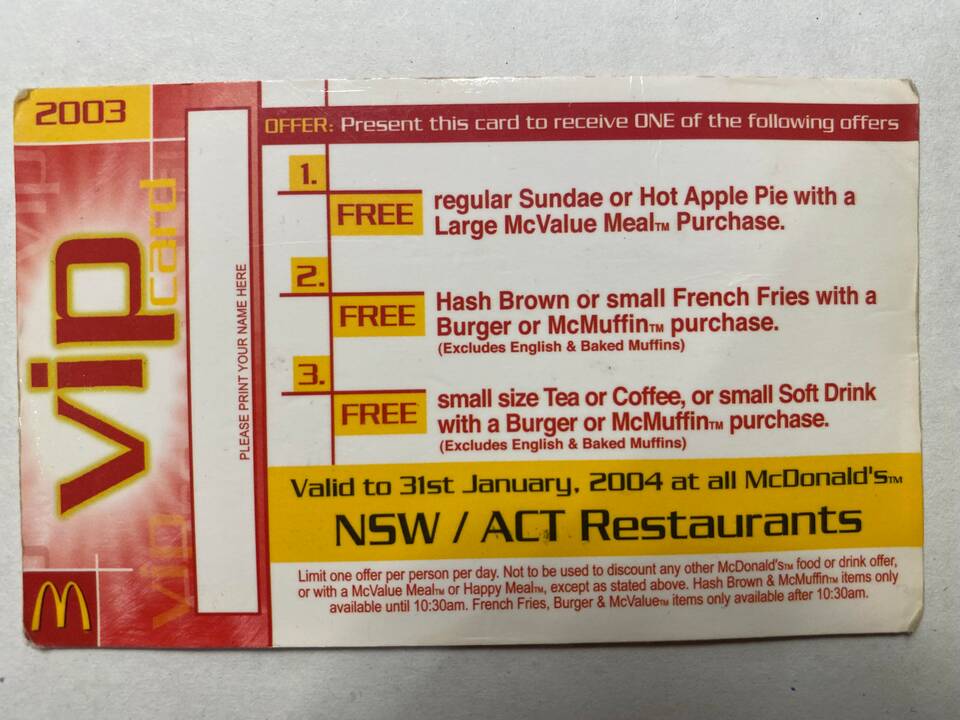 2003
vip
card
PLEASE PRINT YOUR NAME HERE
OFFER: Present this card to receive ONE of the following offers
1.
FREE
regular Sundae or Hot Apple Pie with a
Large McValue Meal™ Purchase.
2.
FREE
Hash Brown or small French Fries with a
Burger or McMuffin™ purchase.
(Excludes English & Baked Muffins)
3.
FREE
small size Tea or Coffee, or small Soft Drink
with a Burger or McMuffin™ purchase.
(Excludes English & Baked Muffins)
Valid to 31st January, 2004 at all McDonald's™
NSW / ACT Restaurants
Limit one offer per person per day. Not to be used to discount any other McDonald's™ food or drink offer,
or with a McValue Meal™ or Happy Meal™, except as stated above. Hash Brown & McMuffin™ items only
available until 10:30am. French Fries, Burger & McValue™ items only available after 10:30am.
vip
vip
M